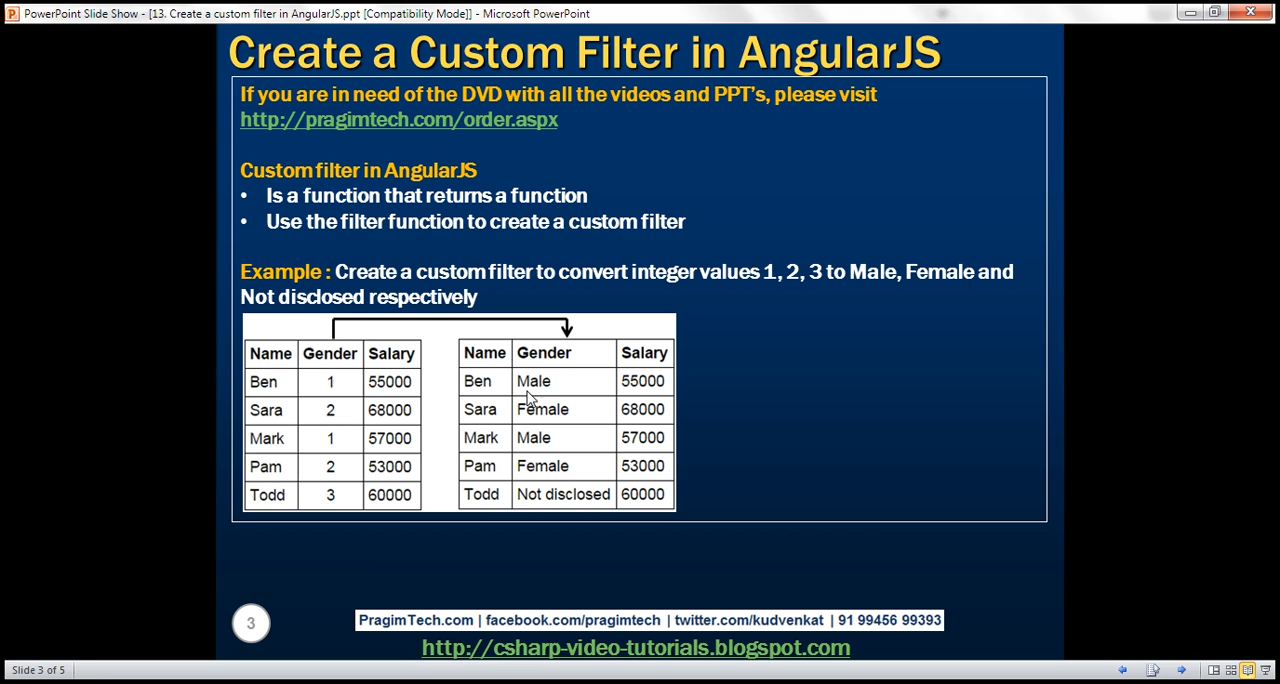 PowerPoint Slide Show - [13. Create a custom filter in AngularJS.ppt [Compatibility Mode]] - Microsoft PowerPoint
Create a Custom Filter in AngularJS
If you are in need of the DVD with all the videos and PPT's, please visit
http://pragimtech.com/order.aspx
Custom filter in AngularJS
• Is a function that returns a function
• Use the filter function to create a custom filter
Example : Create a custom filter to convert integer values 1, 2, 3 to Male, Female and
Not disclosed respectively
Name Gender Salary
Ben 1 55000
Sara 2 68000
Mark 1 57000
Pam 2 53000
Todd 3 60000
Name Gender Salary
Ben Male 55000
Sara Female 68000
Mark Male 57000
Pam Female 53000
Todd Not disclosed 60000
3
PragimTech.com | facebook.com/pragimtech | twitter.com/kudvenkat | 91 99456 99393
http://csharp-video-tutorials.blogspot.com
Slide 3 of 5